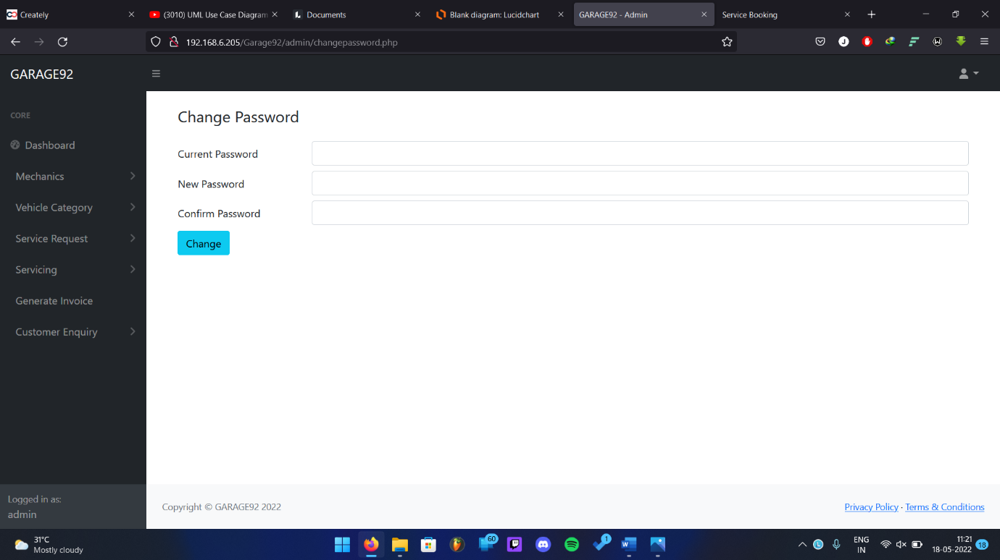 Creately
(3010) UML Use Case Diagram
Documents
Blank diagram: Lucidchart
GARAGE92 - Admin
Service Booking
192.168.6.205/Garage92/admin/changepassword.php
GARAGE92
CORE
Dashboard
Mechanics
Vehicle Category
Service Request
Servicing
Generate Invoice
Customer Enquiry
Logged in as:
admin
Change Password
Current Password
New Password
Confirm Password
Change
Copyright © GARAGE92 2022
Privacy Policy · Terms & Conditions
31°C
Mostly cloudy
60
1
ENG
IN
11:21
18-05-2022
18